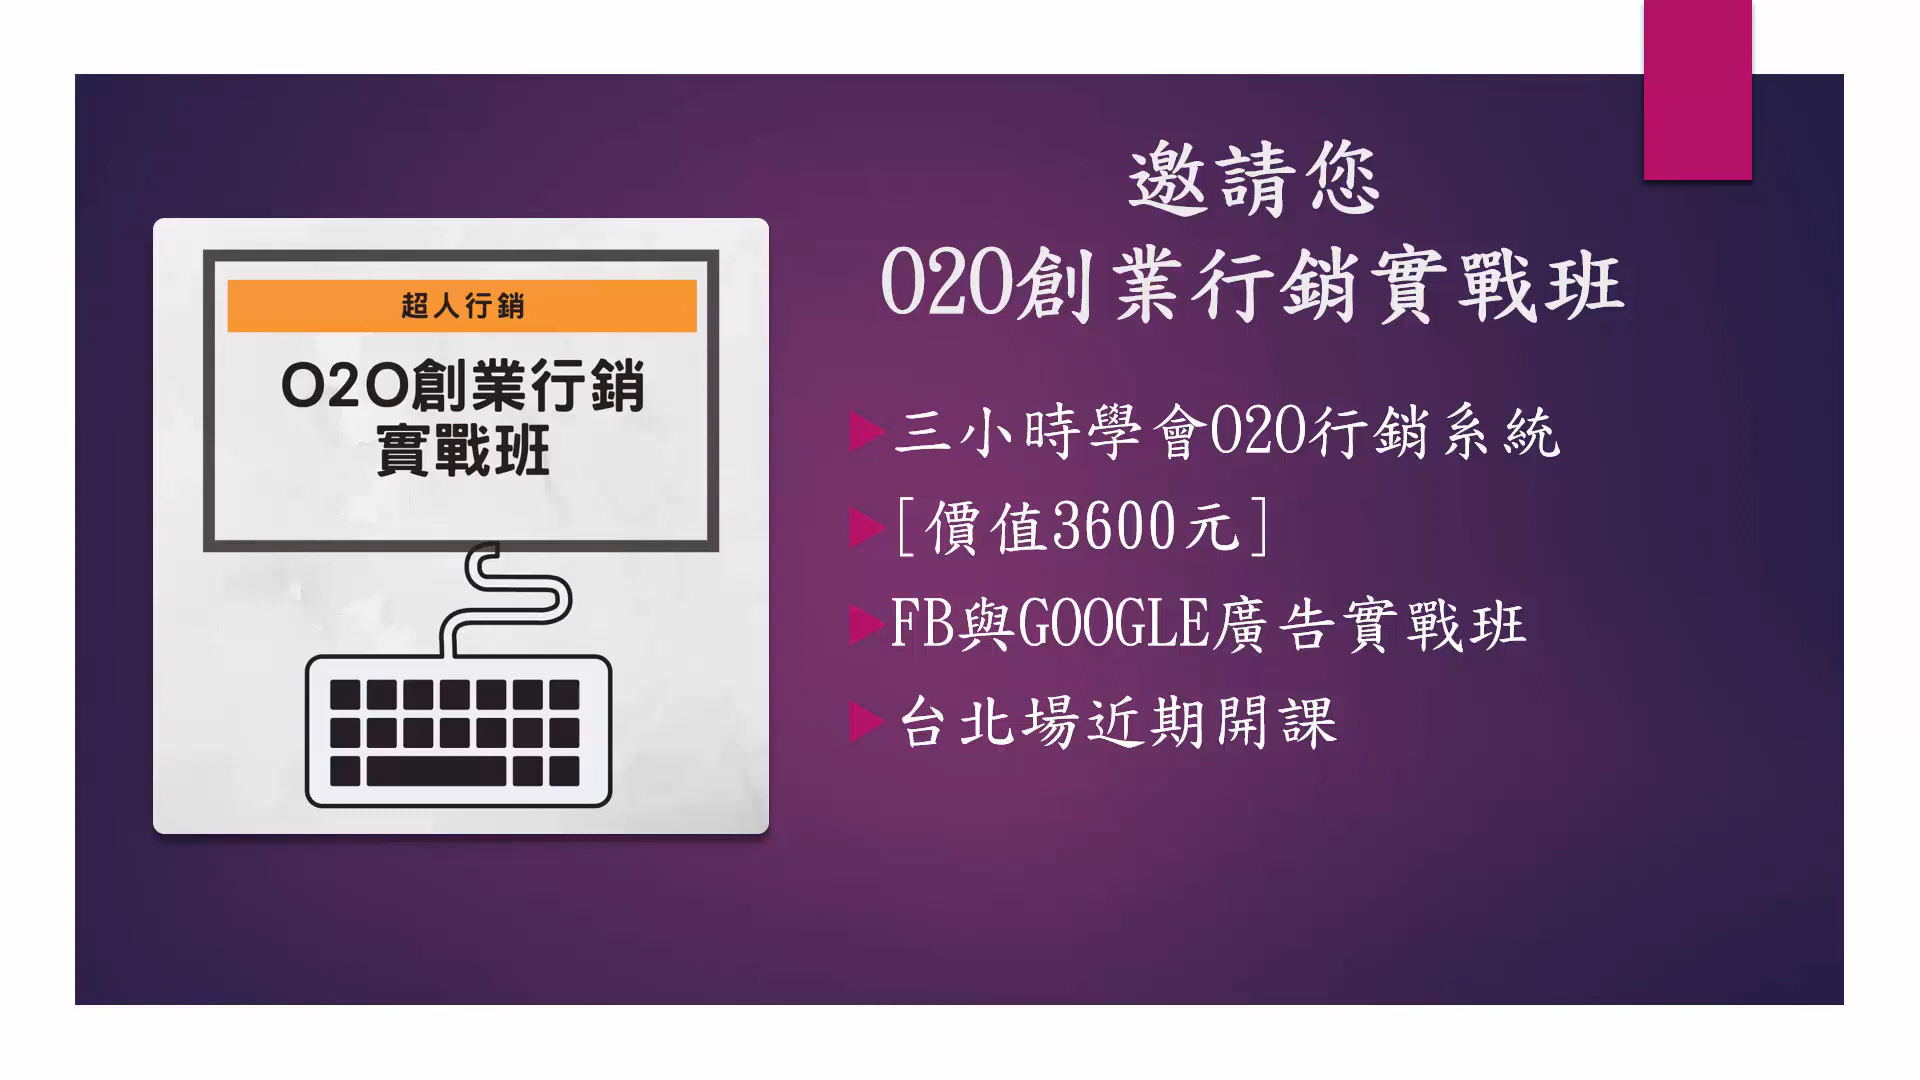 超人行銷
O2O創業行銷
實戰班
邀請您
O2O創業行銷實戰班
三小時學會O2O行銷系統
[價值3600元]
FB與GOOGLE廣告實戰班
台北場近期開課